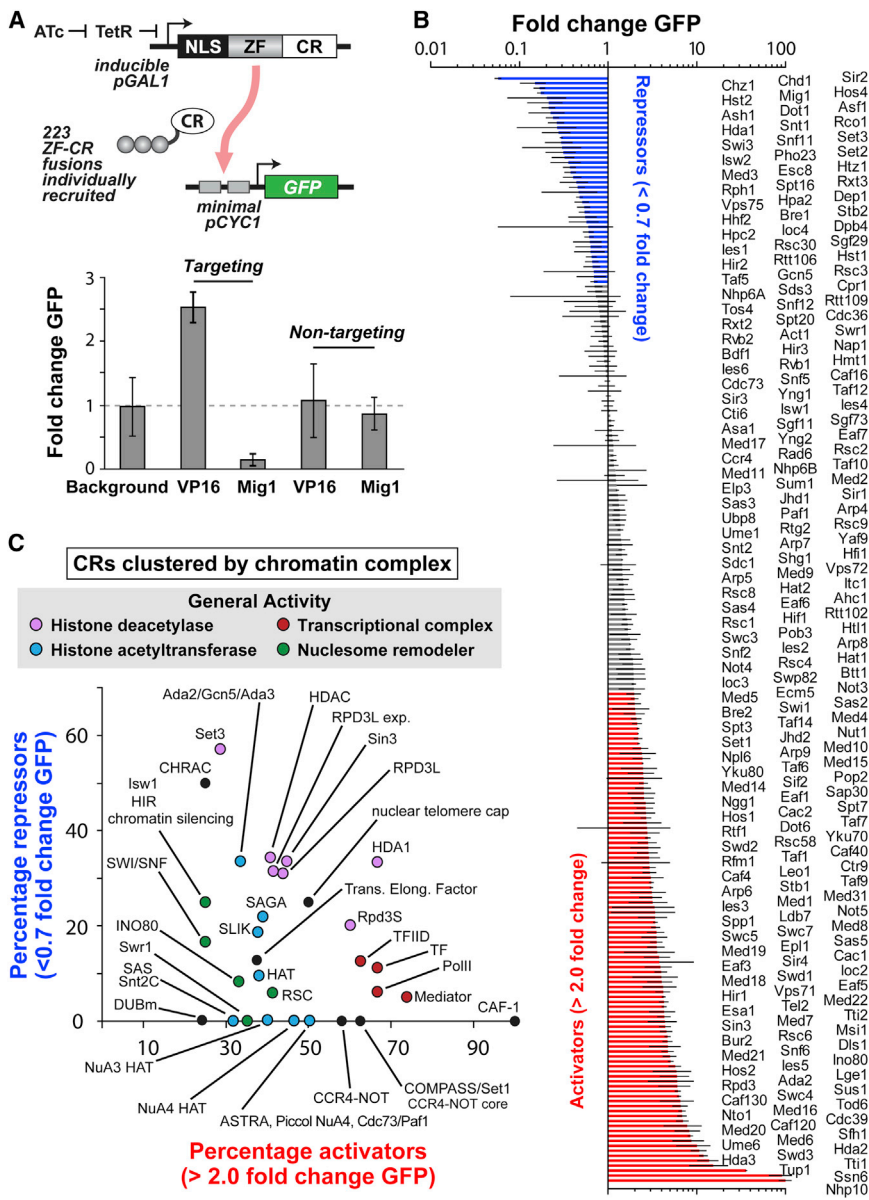 A
ATc
TetR
NLS
ZF
CR
inducible
pGAL1
223
ZF-CR
fusions
individually
recruited
CR
GFP
minimal
pCYC1
Fold change GFP
3
2
1
0
Targeting
Non-targeting
Background VP16 Mig1 VP16 Mig1
B
Fold change GFP
0.01 0.1 1 10 100
Repressors (< 0.7 fold change)
Activators (> 2.0 fold change)
Chz1
Hst2
Ash1
Hda1
Swi3
Isw2
Med3
Rph1
Vps75
Hhf2
Hpc2
Ies1
Hir2
Taf5
Nhp6A
Tos4
Rxt2
Rvb2
Bdf1
Ies6
Cdc73
Sir3
Cti6
Asa1
Med17
Ccr4
Med11
Elp3
Sas3
Ubp8
Ume1
Snt2
Sdc1
Arp5
Rsc8
Sas4
Rsc1
Swc3
Snf2
Not4
Ioc3
Med5
Bre2
Spt3
Set1
Npl6
Yku80
Med14
Ngg1
Hos1
Rtf1
Swd2
Rfm1
Caf4
Arp6
Ies3
Spp1
Swc5
Med19
Eaf3
Med18
Hir1
Esa1
Sin3
Bur2
Med21
Hos2
Rpd3
Caf130
Nto1
Med20
Ume6
Hda3
Chd1
Mig1
Dot1
Snt1
Snf11
Pho23
Esc8
Spt16
Hpa2
Bre1
Ioc4
Rsc30
Rtt106
Gcn5
Sds3
Snf12
Spt20
Act1
Hir3
Rvb1
Snf5
Yng1
Isw1
Sgf11
Yng2
Rad6
Nhp6B
Sum1
Jhd1
Paf1
Rtg2
Arp7
Shg1
Med9
Hat2
Eaf6
Hif1
Pob3
Ies2
Rsc4
Swp82
Ecm5
Swi1
Taf14
Jhd2
Arp9
Taf6
Sif2
Eaf1
Cac2
Dot6
Rsc58
Taf1
Leo1
Stb1
Med1
Ldb7
Swc7
Epl1
Sir4
Swd1
Vps71
Tel2
Med7
Rsc6
Snf6
Ies5
Ada2
Swc4
Med16
Caf120
Med6
Swd3
Tup1
Sir2
Hos4
Asf1
Rco1
Set3
Set2
Htz1
Rxt3
Dep1
Stb2
Dpb4
Sgf29
Hst1
Rsc3
Cpr1
Rtt109
Cdc36
Swr1
Nap1
Hmt1
Caf16
Taf12
Ies4
Sgf73
Eaf7
Rsc2
Taf10
Med2
Sir1
Arp4
Rsc9
Yaf9
Hfi1
Vps72
Itc1
Ahc1
Rtt102
Htl1
Arp8
Hat1
Btt1
Not3
Sas2
Med4
Nut1
Med10
Med15
Pop2
Sap30
Spt7
Taf7
Yku70
Caf40
Ctr9
Taf9
Med31
Not5
Med8
Sas5
Cac1
Ioc2
Eaf5
Med22
Tti2
Msi1
Dls1
Ino80
Lge1
Sus1
Tod6
Cdc39
Sfh1
Hda2
Tti1
Ssn6
Nhp10
C
CRs clustered by chromatin complex
General Activity
Histone deacetylase
Transcriptional complex
Histone acetyltransferase
Nuclesome remodeler
Percentage repressors
(<0.7 fold change GFP)
60
40
20
0
Ada2/Gcn5/Ada3
HDAC
RPD3L exp.
Sin3
RPD3L
Set3
CHRAC
Isw1
HIR
chromatin silencing
nuclear telomere cap
HDA1
SWI/SNF
Trans. Elong. Factor
SAGA
SLIK
Rpd3S
INO80
Swr1
TFIID
TF
PolII
SAS
Snt2C
HAT
RSC
Mediator
DUBm
CAF-1
10 30 50 70 90
NuA3 HAT
NuA4 HAT
CCR4-NOT
COMPASS/Set1
CCR4-NOT core
ASTRA, Piccol NuA4, Cdc73/Paf1
Percentage activators
(> 2.0 fold change GFP)